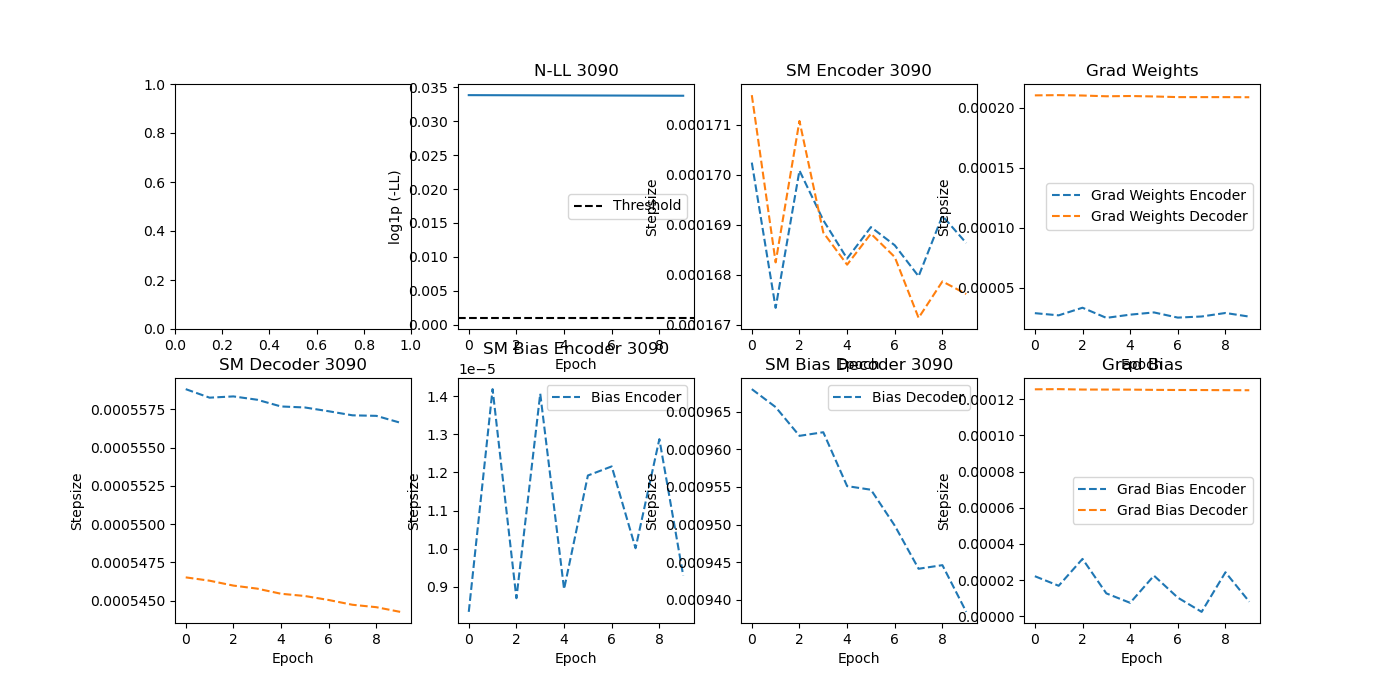 N-LL 3090
SM Encoder 3090
Grad Weights
1.0
0.8
0.6
0.4
0.2
0.0
0.0 0.2 0.4 0.6 0.8 1.0
log1p (-LL)
0.035
0.030
0.025
0.020
0.015
0.010
0.005
0.000
Threshold
0 2 4 6 8
Epoch
Stepsize
0.000171
0.000170
0.000169
0.000168
0.000167
0 2 4 6 8
Epoch
Stepsize
0.00020
0.00015
0.00010
0.00005
Grad Weights Encoder
Grad Weights Decoder
0 2 4 6 8
Epoch
SM Decoder 3090
SM Bias Encoder 3090
SM Bias Decoder 3090
Grad Bias
Stepsize
0.0005575
0.0005550
0.0005525
0.0005500
0.0005475
0.0005450
0 2 4 6 8
Epoch
1e−5
Stepsize
1.4
1.3
1.2
1.1
1.0
0.9
Bias Encoder
0 2 4 6 8
Epoch
Stepsize
0.000965
0.000960
0.000955
0.000950
0.000945
0.000940
Bias Decoder
0 2 4 6 8
Epoch
Stepsize
0.00012
0.00010
0.00008
0.00006
0.00004
0.00002
0.00000
Grad Bias Encoder
Grad Bias Decoder
0 2 4 6 8
Epoch